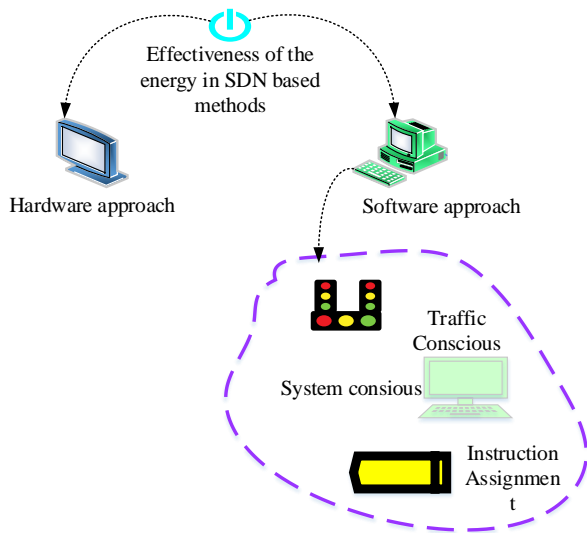 Effectiveness of the
energy in SDN based
methods
Hardware approach
Software approach
Traffic
Conscious
System consious
Instruction
Assignmen
t